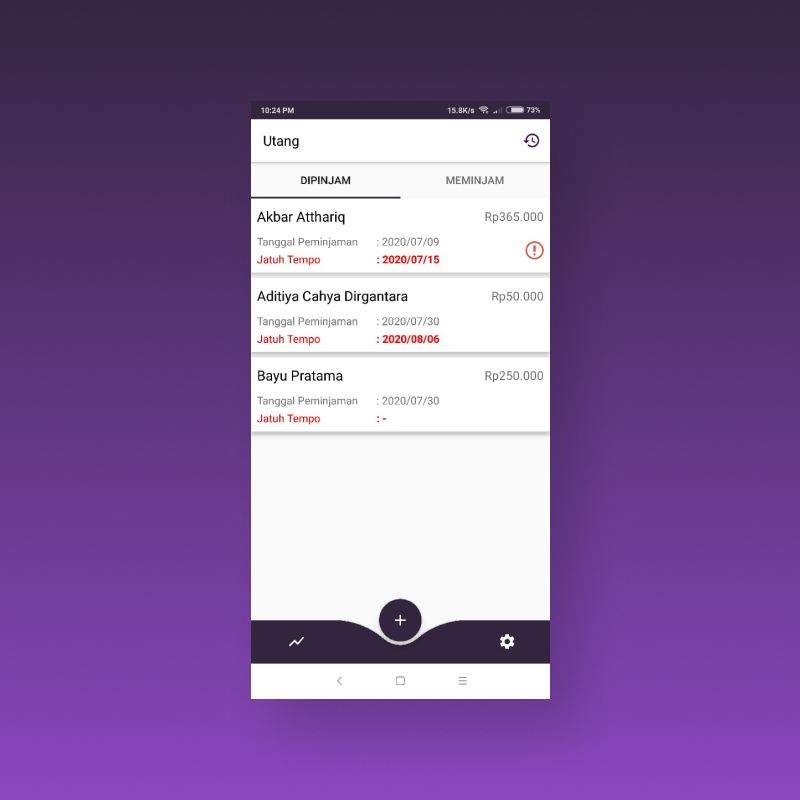 10:24 PM 15.8K/s 73%
Utang
DIPINJAM MEMINJAM
Akbar Atthariq Rp365.000
Tanggal Peminjaman : 2020/07/09
Jatuh Tempo : 2020/07/15
Aditiya Cahya Dirgantara Rp50.000
Tanggal Peminjaman : 2020/07/30
Jatuh Tempo : 2020/08/06
Bayu Pratama Rp250.000
Tanggal Peminjaman : 2020/07/30
Jatuh Tempo : -